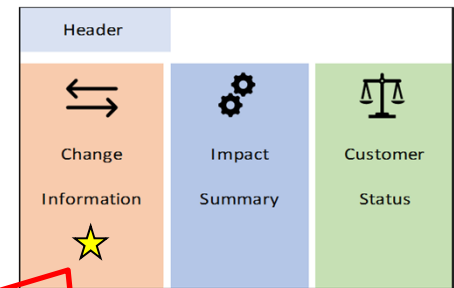 Header
Change
Information
Impact
Summary
Customer
Status